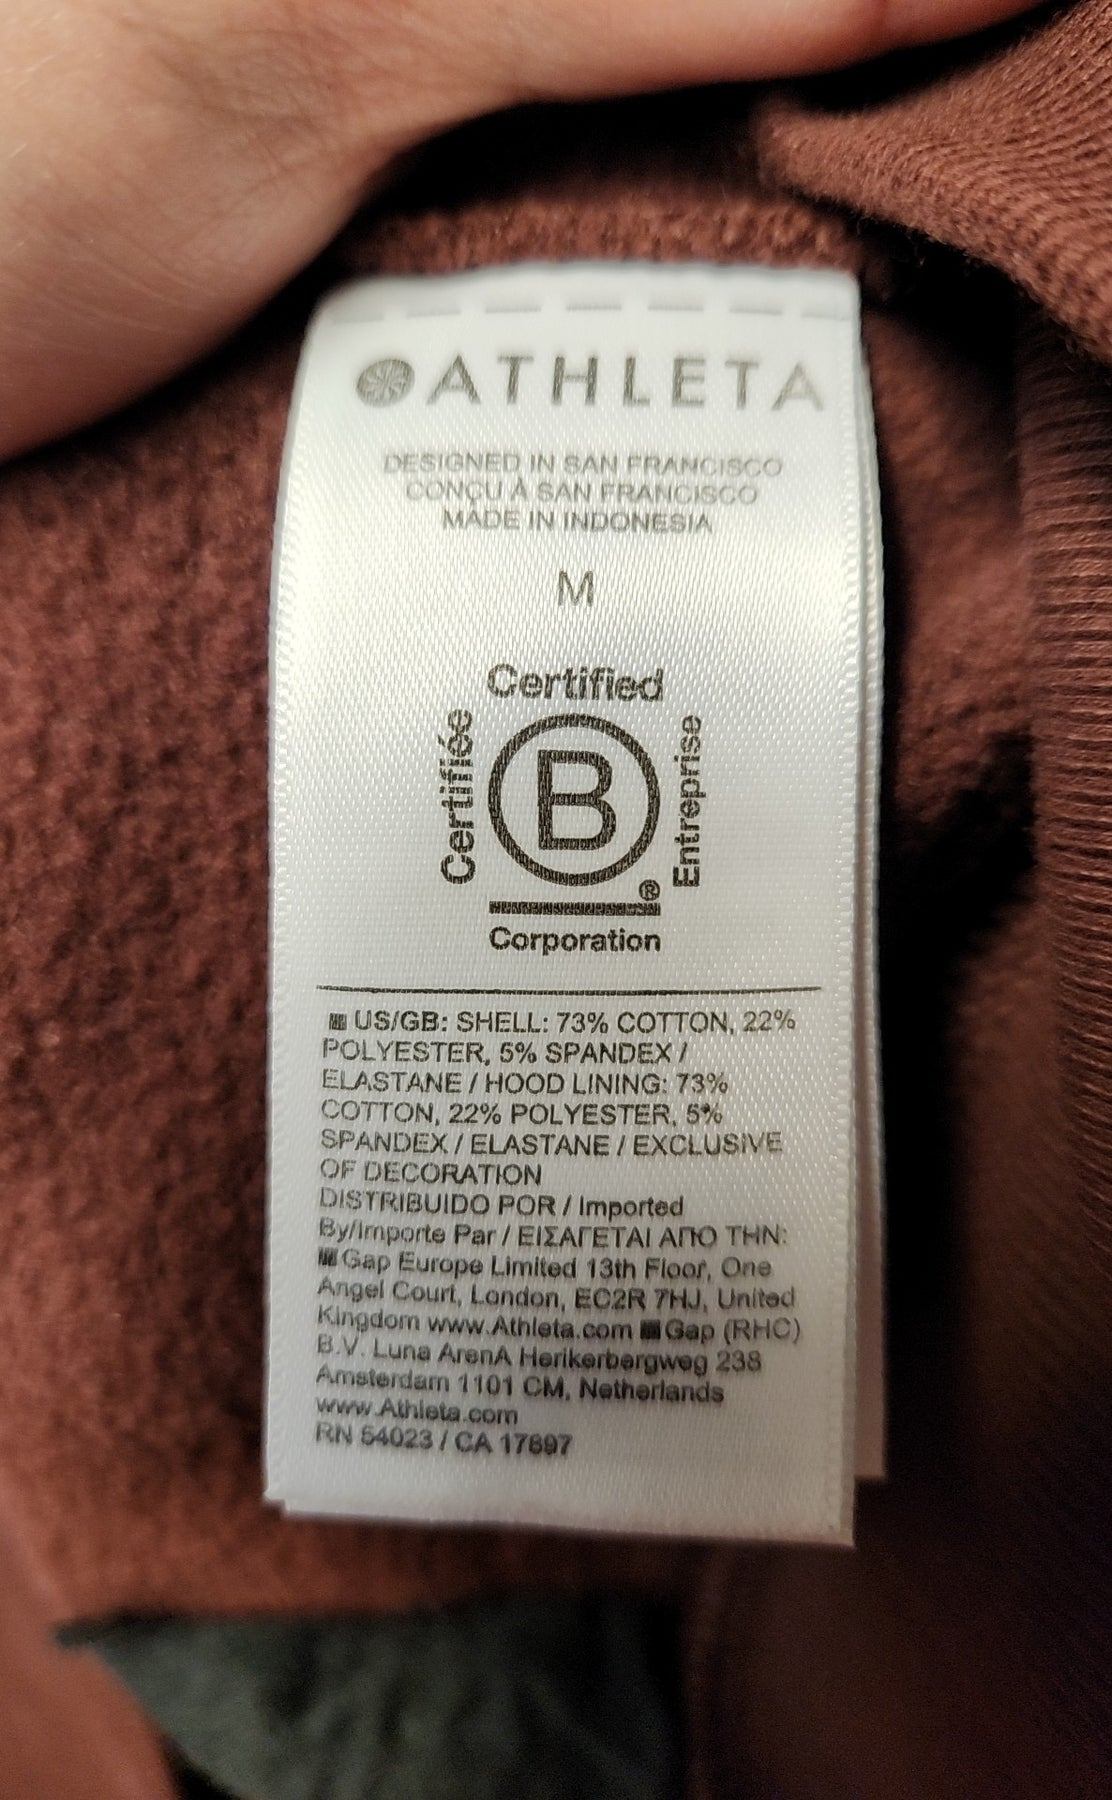 ATHLETA
DESIGNED IN SAN FRANCISCO
CONÇU À SAN FRANCISCO
MADE IN INDONESIA
M
Certified
Certifiée
B
Entreprise
®
Corporation
US/GB: SHELL: 73% COTTON, 22%
POLYESTER, 5% SPANDEX /
ELASTANE / HOOD LINING: 73%
COTTON, 22% POLYESTER, 5%
SPANDEX / ELASTANE / EXCLUSIVE
OF DECORATION
DISTRIBUIDO POR / Imported
By/Importe Par / ΕΙΣΑΓΕΤΑΙ ΑΠΟ ΤΗΝ:
Gap Europe Limited 13th Floor, One
Angel Court, London, EC2R 7HJ, United
Kingdom www.Athleta.com Gap (RHC)
B.V. Luna ArenA Herikerbergweg 238
Amsterdam 1101 CM, Netherlands
www.Athleta.com
RN 54023 / CA 17897